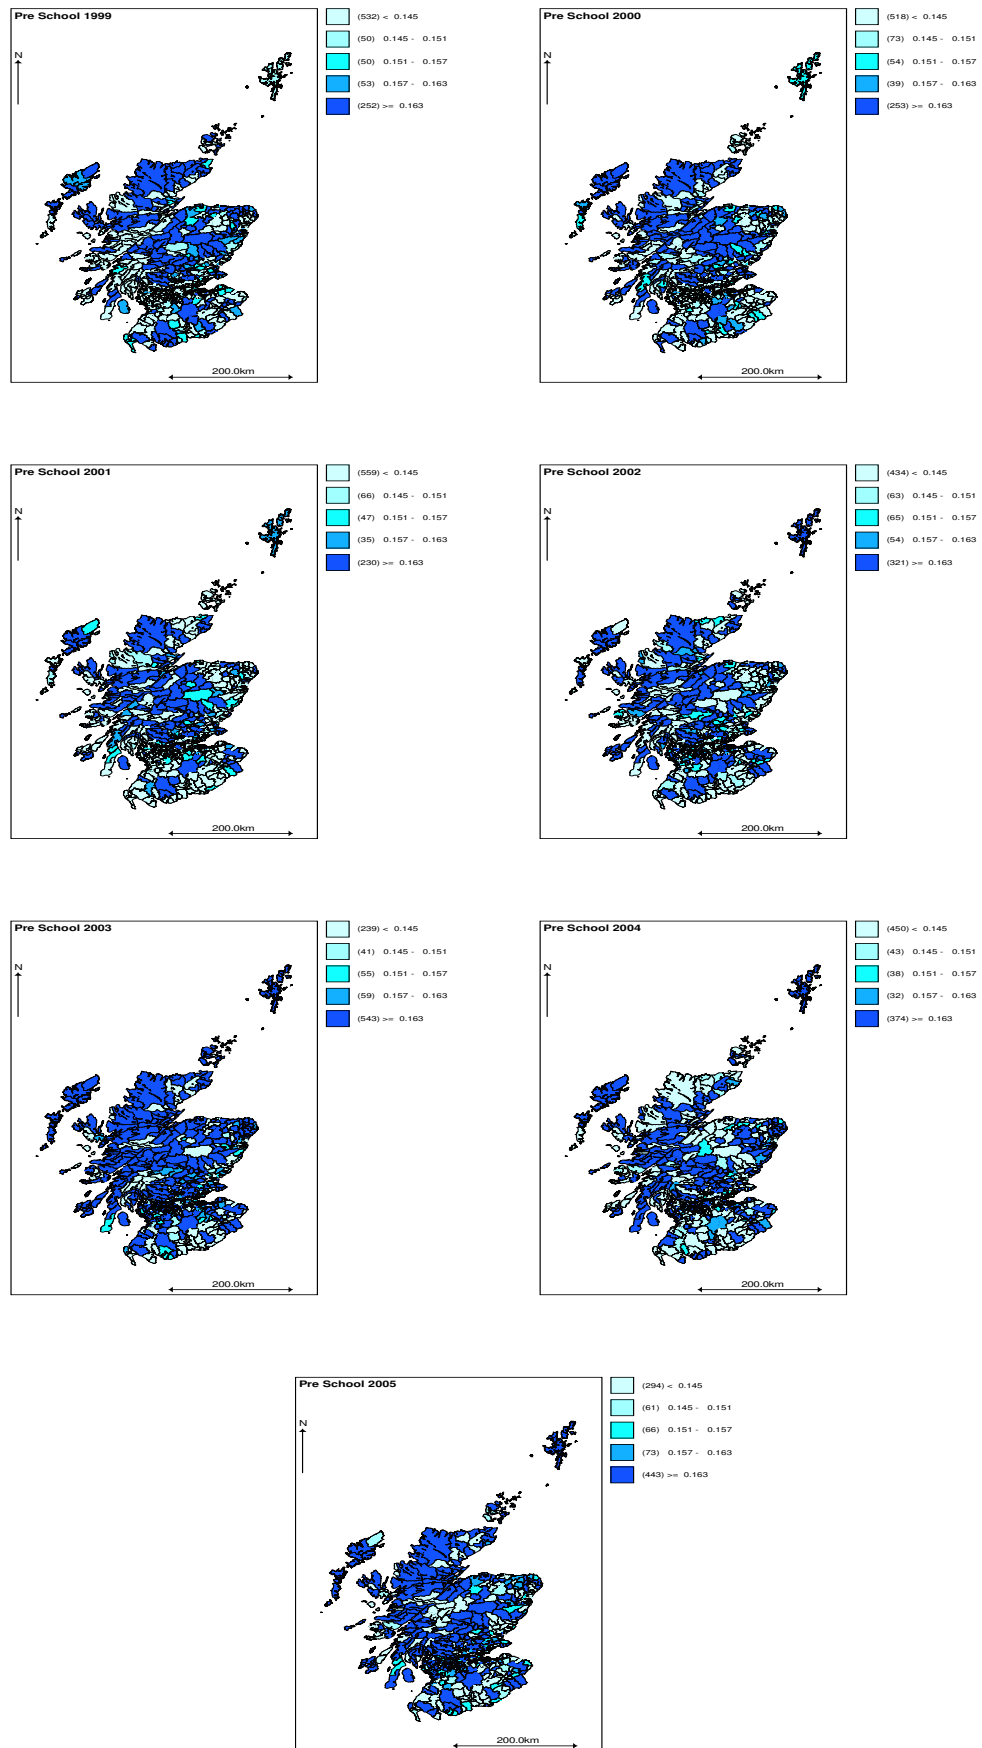 Pre School 1999
N
200.0km
(532) < 0.145
(50) 0.145 - 0.151
(50) 0.151 - 0.157
(53) 0.157 - 0.163
(252) >= 0.163
Pre School 2000
N
200.0km
(518) < 0.145
(73) 0.145 - 0.151
(54) 0.151 - 0.157
(39) 0.157 - 0.163
(253) >= 0.163
Pre School 2001
N
200.0km
(559) < 0.145
(66) 0.145 - 0.151
(47) 0.151 - 0.157
(35) 0.157 - 0.163
(230) >= 0.163
Pre School 2002
N
200.0km
(434) < 0.145
(63) 0.145 - 0.151
(65) 0.151 - 0.157
(54) 0.157 - 0.163
(321) >= 0.163
Pre School 2003
N
200.0km
(239) < 0.145
(41) 0.145 - 0.151
(55) 0.151 - 0.157
(59) 0.157 - 0.163
(543) >= 0.163
Pre School 2004
N
200.0km
(450) < 0.145
(43) 0.145 - 0.151
(38) 0.151 - 0.157
(32) 0.157 - 0.163
(374) >= 0.163
Pre School 2005
N
200.0km
(294) < 0.145
(61) 0.145 - 0.151
(66) 0.151 - 0.157
(73) 0.157 - 0.163
(443) >= 0.163